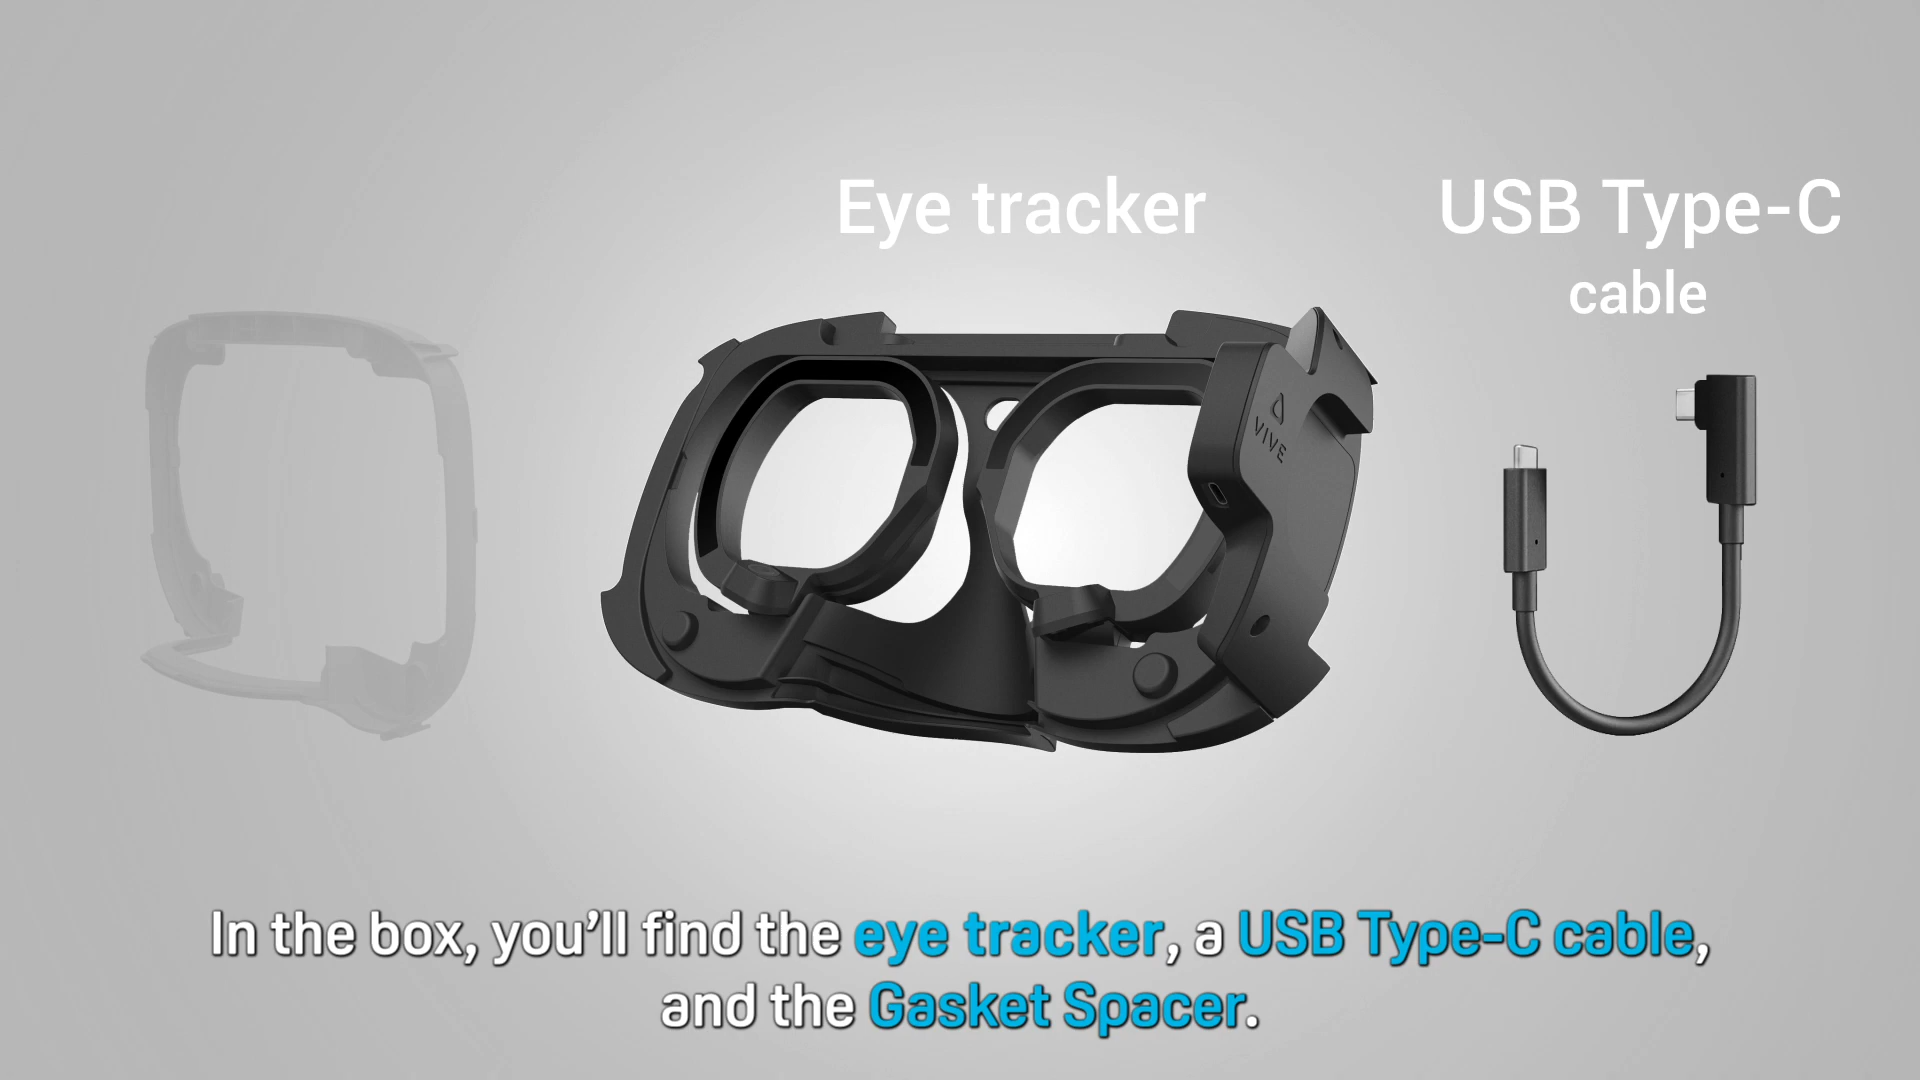 Eye tracker
USB Type-C
cable
VIVE
In the box, you’ll find the eye tracker, a USB Type-C cable,
and the Gasket Spacer.